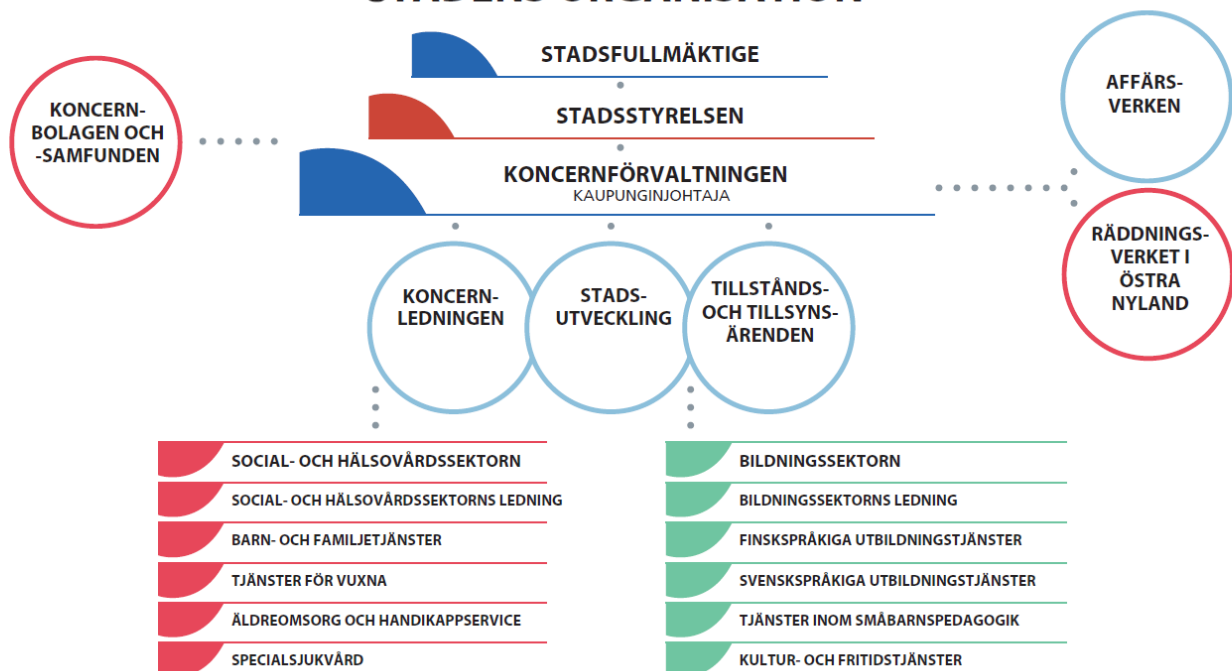 STADENS ORGANISATION
STADSFULLMÄKTIGE
STADSSTYRELSEN
KONCERNFÖRVALTNINGEN
KAUPUNGINJOHTAJA
KONCERN-
BOLAGEN OCH
-SAMFUNDEN
AFFÄRS-
VERKEN
RÄDDNINGS-
VERKET I
ÖSTRA
NYLAND
KONCERN-
LEDNINGEN
STADS-
UTVECKLING
TILLSTÅNDS-
OCH TILLSYNS-
ÄRENDEN
SOCIAL- OCH HÄLSOVÅRDSSEKTORN
SOCIAL- OCH HÄLSOVÅRDSSEKTORNS LEDNING
BARN- OCH FAMILJETJÄNSTER
TJÄNSTER FÖR VUXNA
ÄLDREOMSORG OCH HANDIKAPPSERVICE
SPECIALSJUKVÅRD
BILDNINGSSEKTORN
BILDNINGSSEKTORNS LEDNING
FINSKSPRÅKIGA UTBILDNINGSTJÄNSTER
SVENSKSPRÅKIGA UTBILDNINGSTJÄNSTER
TJÄNSTER INOM SMÅBARNSPEDAGOGIK
KULTUR- OCH FRITIDSTJÄNSTER